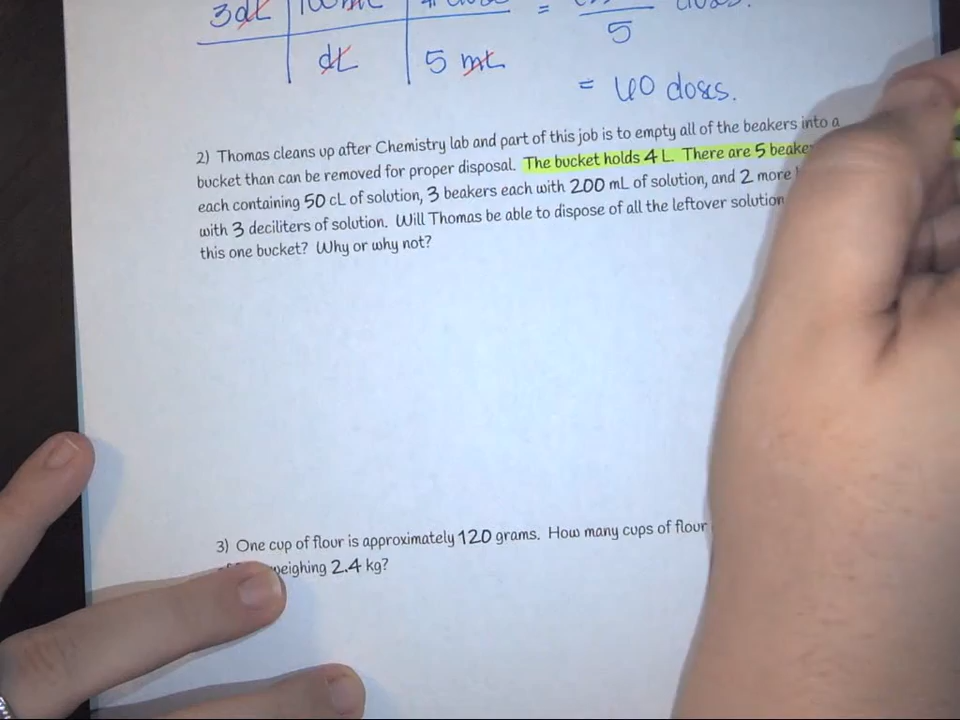 3dL 100mL = doses.
dL 5 mL 5
= 60 doses.
2) Thomas cleans up after Chemistry lab and part of this job is to empty all of the beakers into a
bucket than can be removed for proper disposal. The bucket holds 4 L. There are 5
each containing 50 cL of solution, 3 beakers each with 200 mL of solution, and 2 more
with 3 deciliters of solution. Will Thomas be able to dispose of all the leftover solution
this one bucket? Why or why not?
3) One cup of flour is approximately 120 grams. How many cups of flour
weighing 2.4 kg?